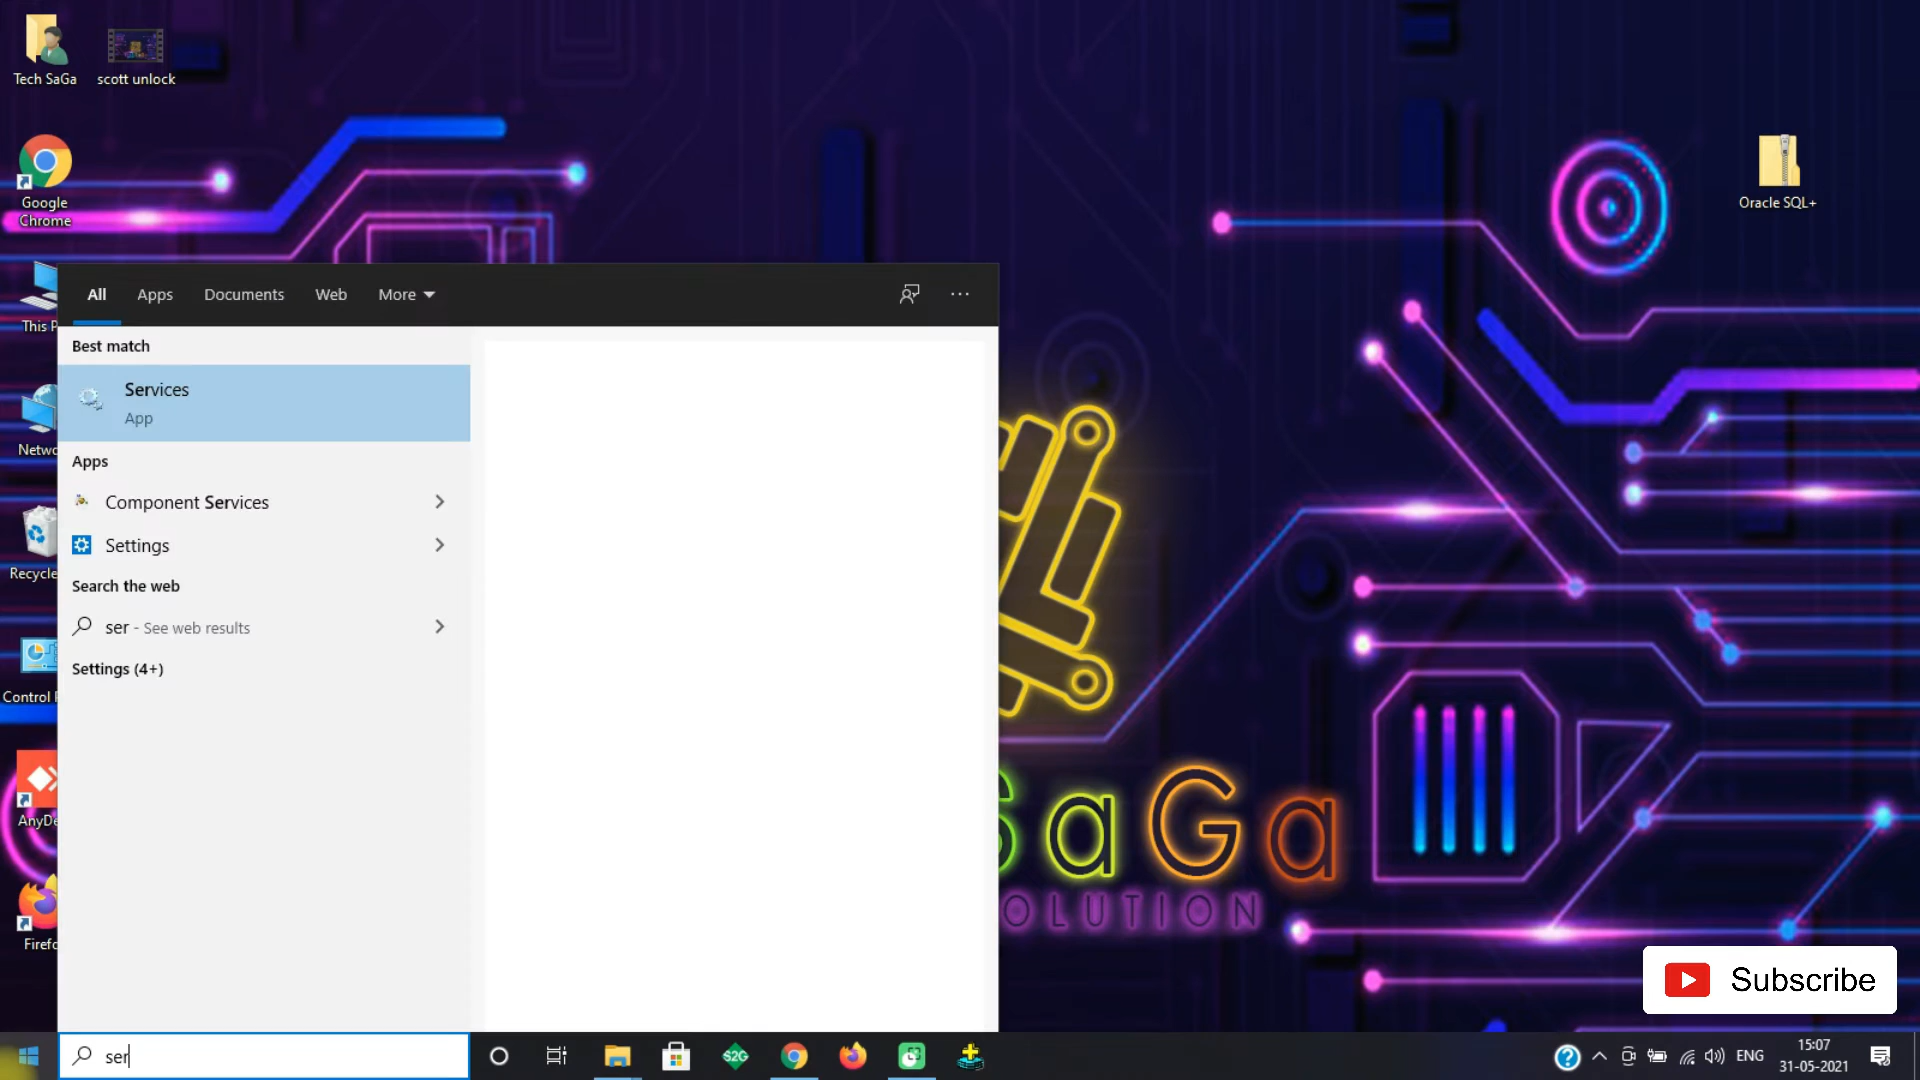 Tech SaGa
scott unlock
Google
Chrome
Oracle SQL+
All
Apps
Documents
Web
More
This P
Best match
Services
App
Netwo
Apps
Component Services
Settings
Recycle
Search the web
ser - See web results
Settings (4+)
Control
AnyDe
SaGa
OLUTION
Firefo
Subscribe
ser
S2G
ENG
15:07
31-05-2021